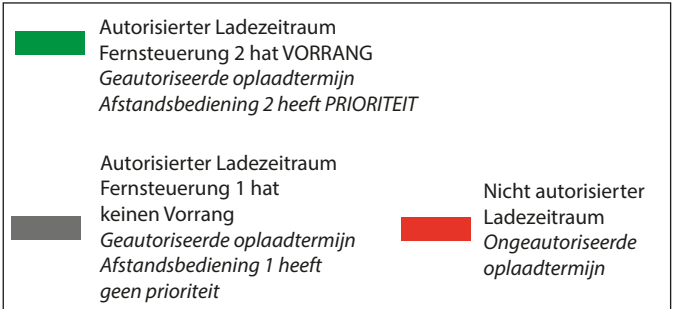 Autorisierter Ladezeitraum
Fernsteuerung 2 hat VORRANG
Geautoriseerde oplaadtermijn
Afstandsbediening 2 heeft PRIORITEIT
Autorisierter Ladezeitraum
Fernsteuerung 1 hat
keinen Vorrang
Geautoriseerde oplaadtermijn
Afstandsbediening 1 heeft
geen prioriteit
Nicht autorisierter
Ladezeitraum
Ongeautoriseerde
oplaadtermijn